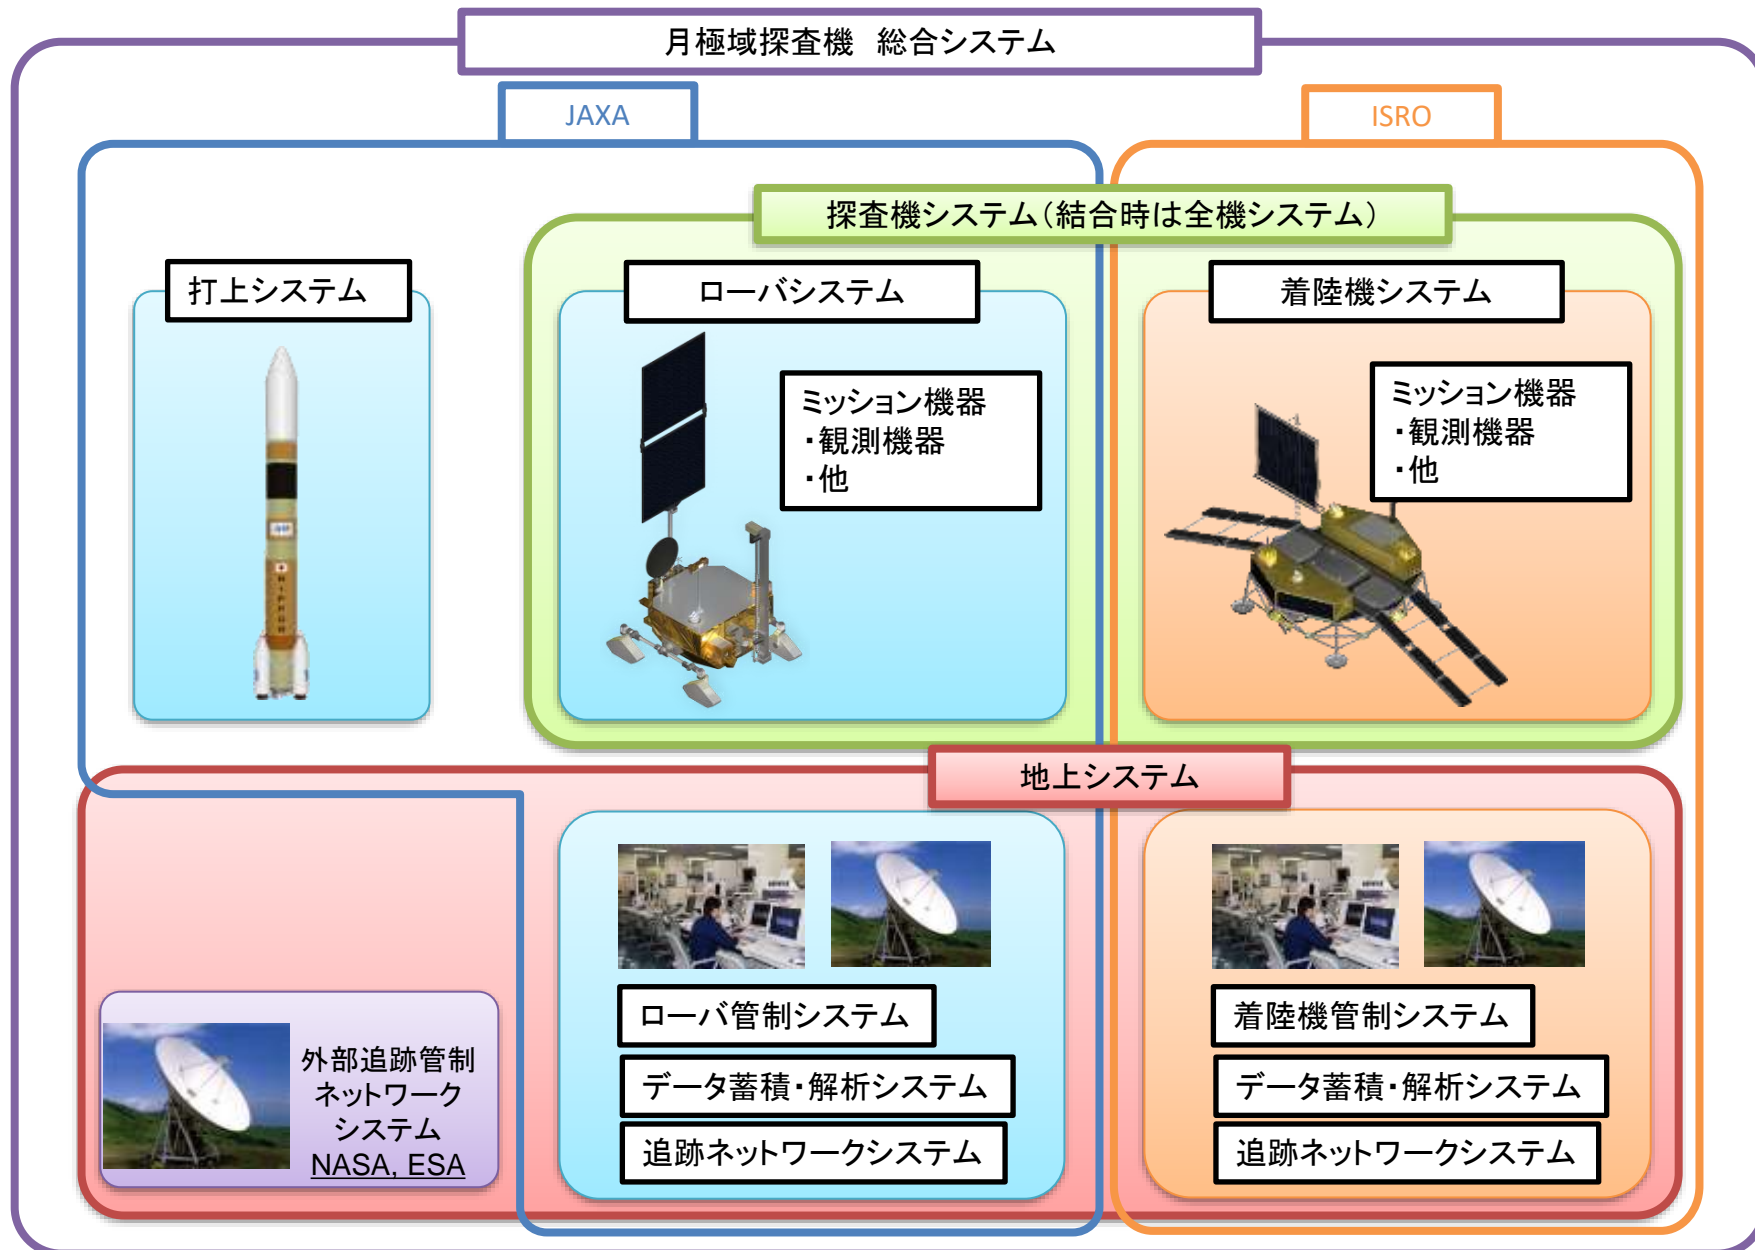 月極域探査機　総合システム
JAXA
ISRO
探査機システム（結合時は全機システム）
打上システム
ローバシステム
着陸機システム
ミッション機器
・観測機器
・他
ミッション機器
・観測機器
・他
NIPPON
地上システム
ローバ管制システム
データ蓄積・解析システム
追跡ネットワークシステム
着陸機管制システム
データ蓄積・解析システム
追跡ネットワークシステム
外部追跡管制
ネットワーク
システム
NASA, ESA